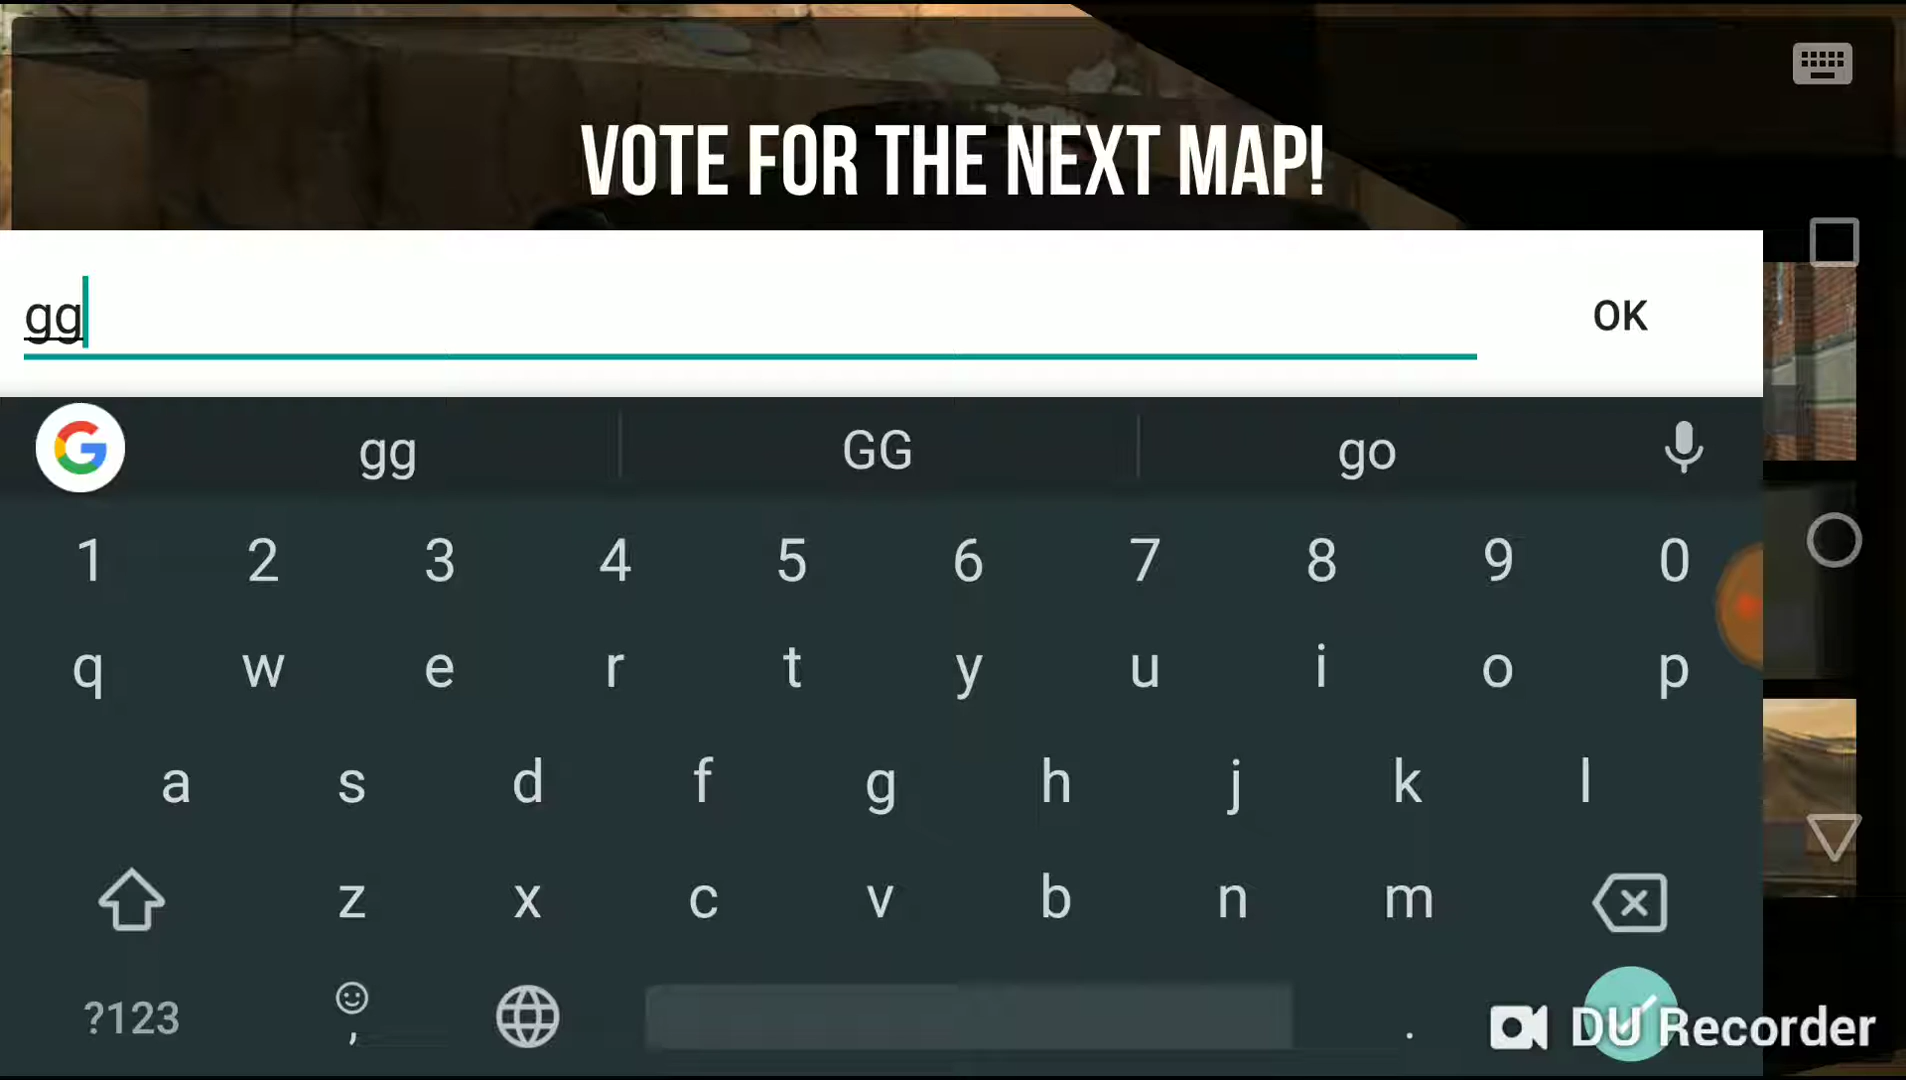 VOTE FOR THE NEXT MAP!
gg
OK
G gg GG go
1 2 3 4 5 6 7 8 9 0
q w e r t y u i o p
a s d f g h j k l
z x c v b n m
?123 , .
DU Recorder